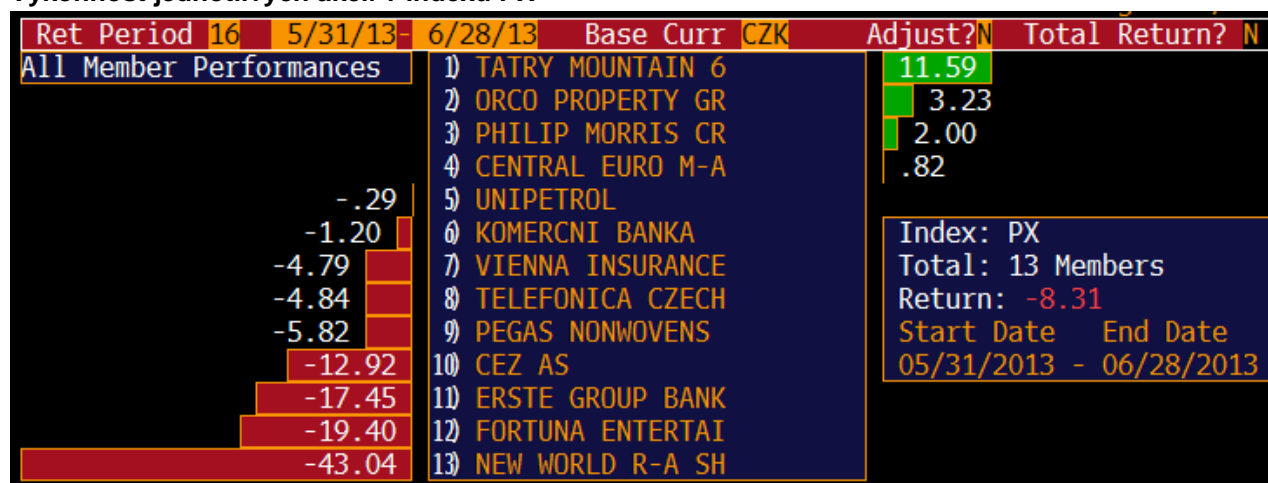 Ret Period 16 5/31/13- 6/28/13 Base Curr CZK Adjust?N Total Return? N
All Member Performances
1) TATRY MOUNTAIN 6 11.59
2) ORCO PROPERTY GR 3.23
3) PHILIP MORRIS CR 2.00
4) CENTRAL EURO M-A .82
-.29 5) UNIPETROL
-1.20 6) KOMERCNI BANKA
-4.79 7) VIENNA INSURANCE
-4.84 8) TELEFONICA CZECH
-5.82 9) PEGAS NONWOVENS
-12.92 10) CEZ AS
-17.45 11) ERSTE GROUP BANK
-19.40 12) FORTUNA ENTERTAI
-43.04 13) NEW WORLD R-A SH
Index: PX
Total: 13 Members
Return: -8.31
Start Date End Date
05/31/2013 - 06/28/2013